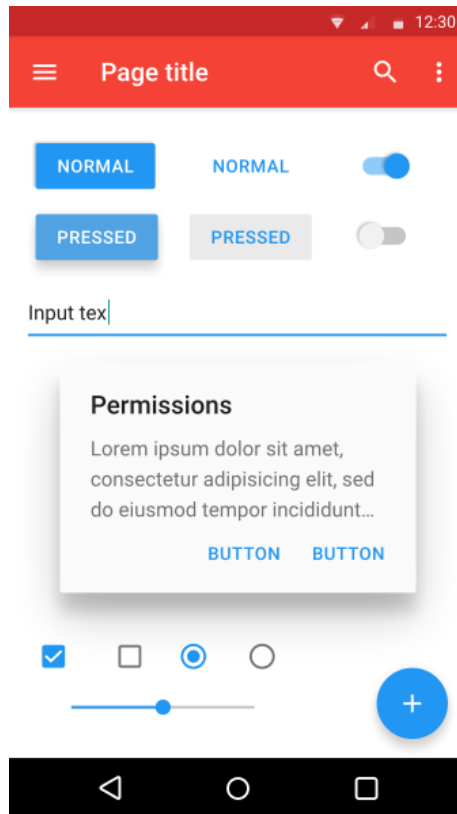 12:30
Page title
NORMAL NORMAL
PRESSED PRESSED
Input tex
Permissions
Lorem ipsum dolor sit amet,
consectetur adipisicing elit, sed
do eiusmod tempor incididunt...
BUTTON BUTTON